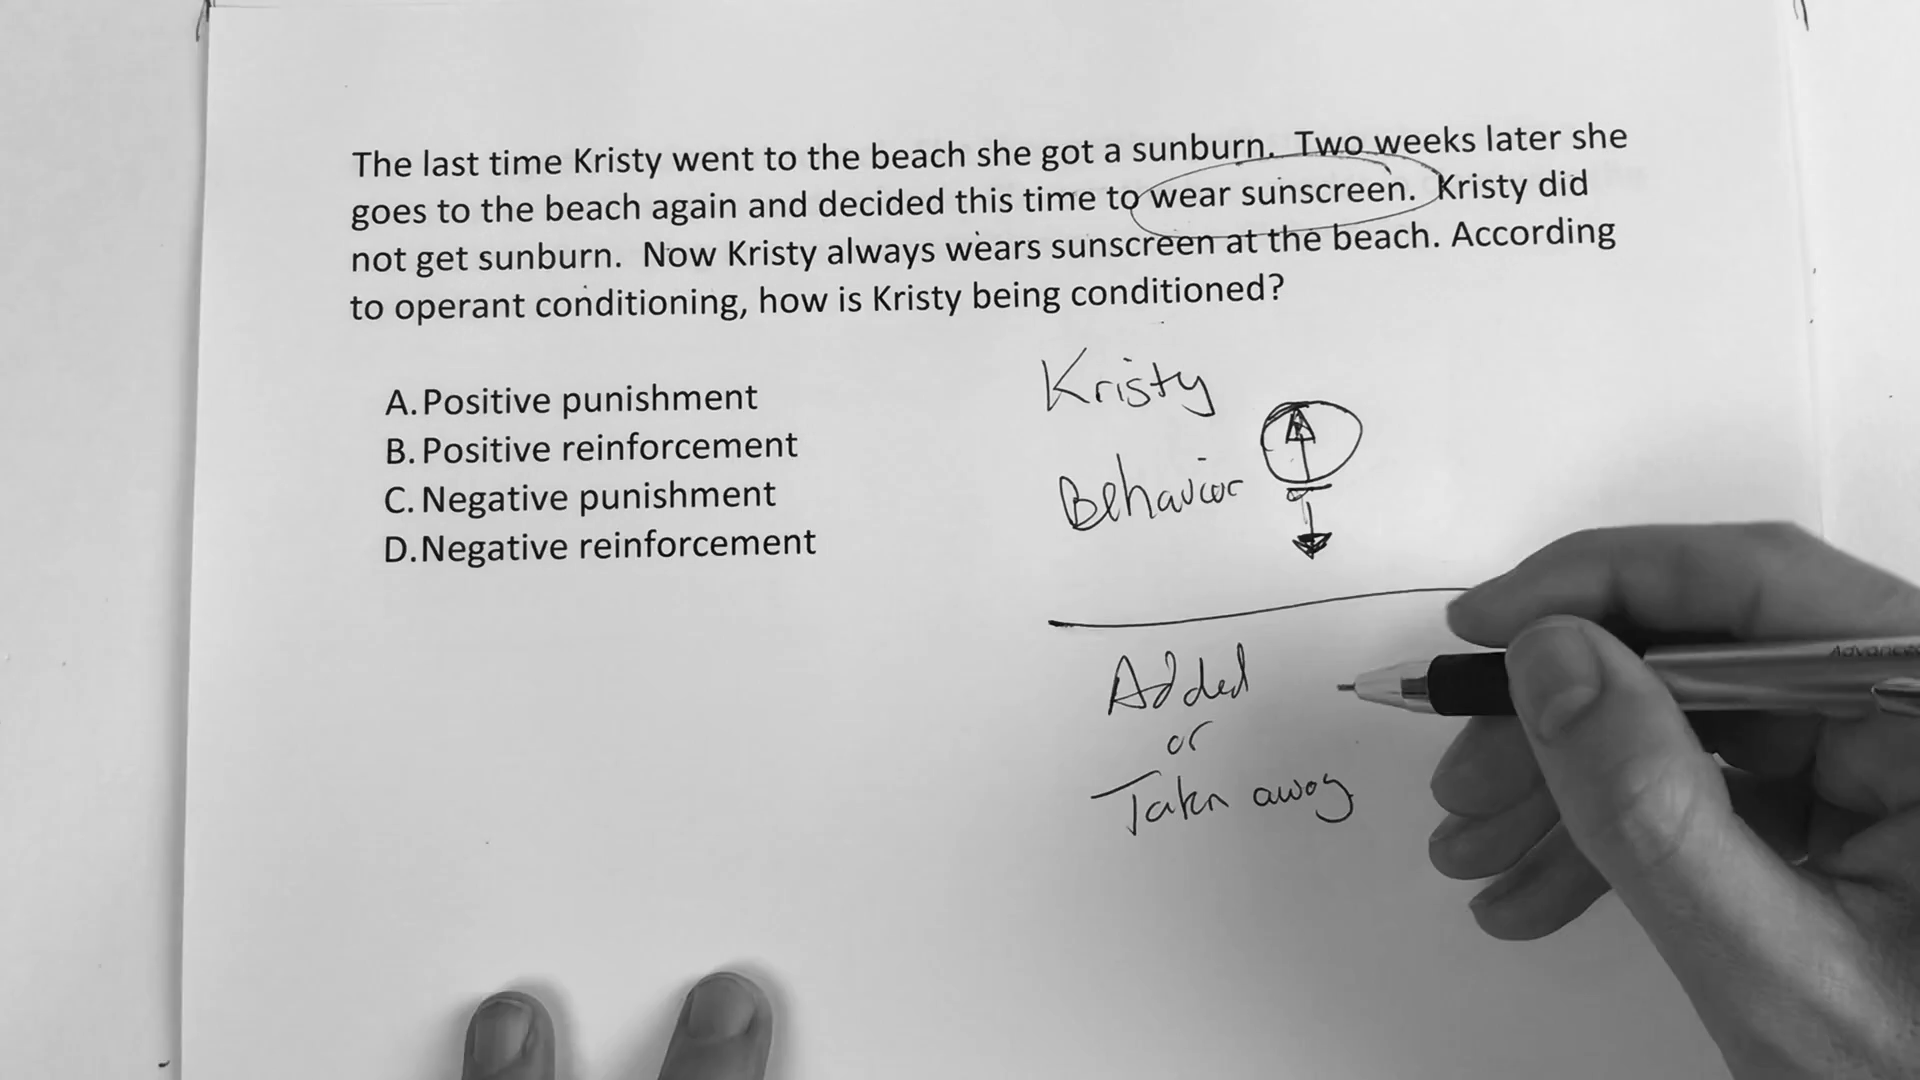 The last time Kristy went to the beach she got a sunburn. Two weeks later she
goes to the beach again and decided this time to wear sunscreen. Kristy did
not get sunburn. Now Kristy always wears sunscreen at the beach. According
to operant conditioning, how is Kristy being conditioned?
A. Positive punishment
B. Positive reinforcement
C. Negative punishment
D. Negative reinforcement
Kristy
Behavior
Added
or
Taken away
Advanced